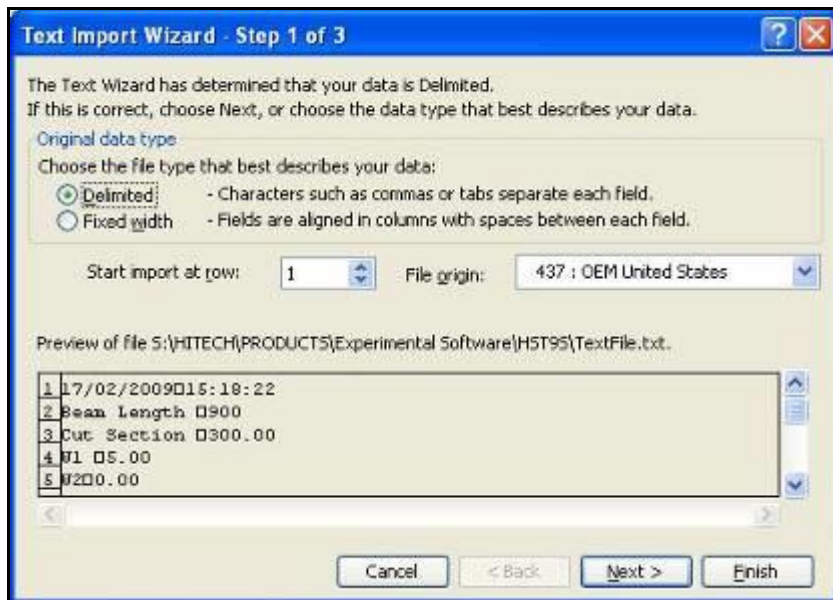 Text Import Wizard - Step 1 of 3
The Text Wizard has determined that your data is Delimited.
If this is correct, choose Next, or choose the data type that best describes your data.
Original data type
Choose the file type that best describes your data:
Delimited - Characters such as commas or tabs separate each field.
Fixed width - Fields are aligned in columns with spaces between each field.
Start import at row: 1 File origin: 437 : OEM United States
Preview of file S:\HITECH\PRODUCTS\Experimental Software\HST95\TextFile.txt.
1 17/02/2009□15:18:22
2 Beam Length □900
3 Cut Section □300.00
4 W1 □5.00
5 W2□0.00
Cancel < Back Next > Finish